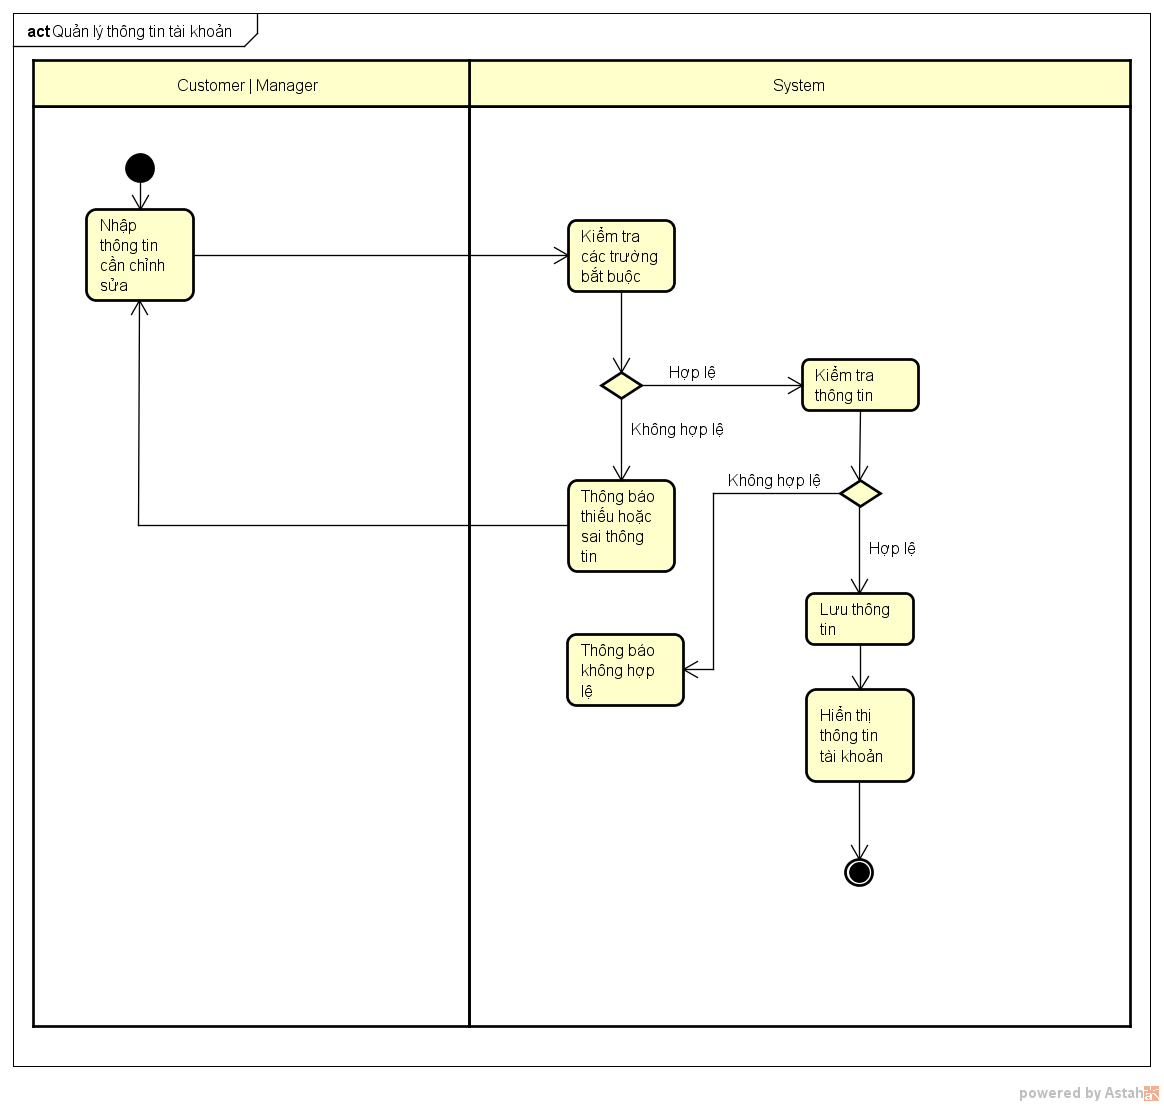 act Quản lý thông tin tài khoản
Customer | Manager
System
Nhập
thông tin
cần chỉnh
sửa
Kiểm tra
các trường
bắt buộc
Hợp lệ
Kiểm tra
thông tin
Không hợp lệ
Không hợp lệ
Thông báo
thiếu hoặc
sai thông
tin
Hợp lệ
Lưu thông
tin
Thông báo
không hợp
lệ
Hiển thị
thông tin
tài khoản
powered by Astah